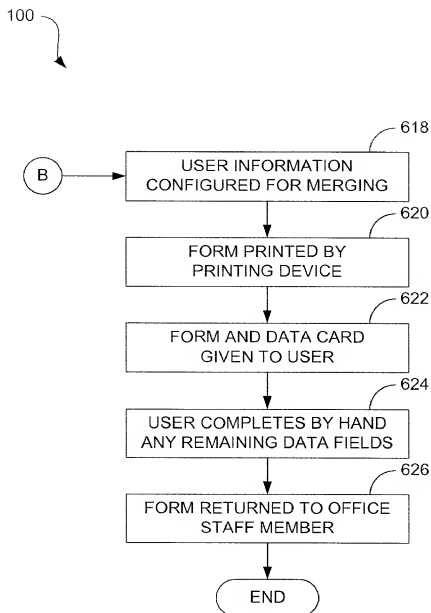 100
618
B
USER INFORMATION
CONFIGURED FOR MERGING
620
FORM PRINTED BY
PRINTING DEVICE
622
FORM AND DATA CARD
GIVEN TO USER
624
USER COMPLETES BY HAND
ANY REMAINING DATA FIELDS
626
FORM RETURNED TO OFFICE
STAFF MEMBER
END